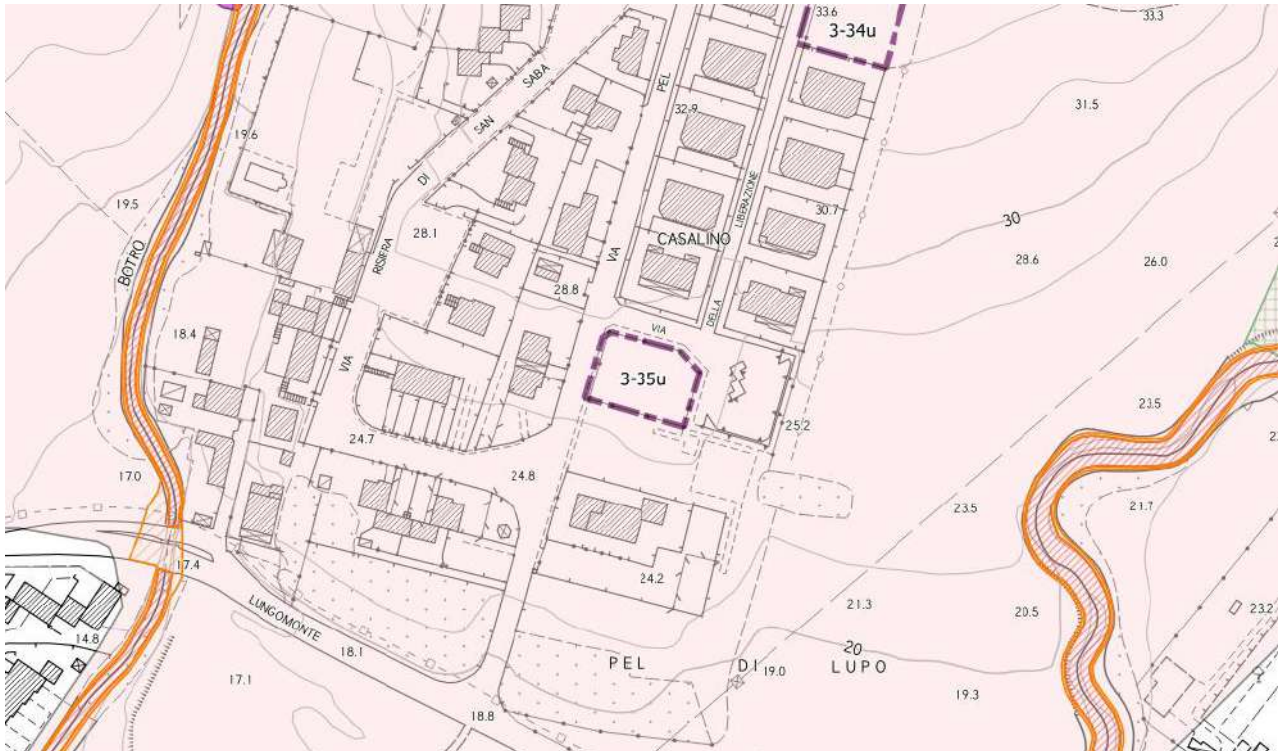 33.6
3-34u
33.3
SABA
PEL
31.5
32.9
SAN
19.6
DI
LIBERAZIONE
19.5
30.7
30
28.1
CASALINO
BOTRO
RISIERA
VIA
28.6
26.0
28.8
DELLA
VIA
18.4
VIA
3-35u
23.5
25.2
24.7
24.8
17.0
23.5
21.7
17.4
24.2
21.3
20.5
23.2
LUNGOMONTE
14.8
18.1
20
PEL DI LUPO
19.0
17.1
19.3
18.8